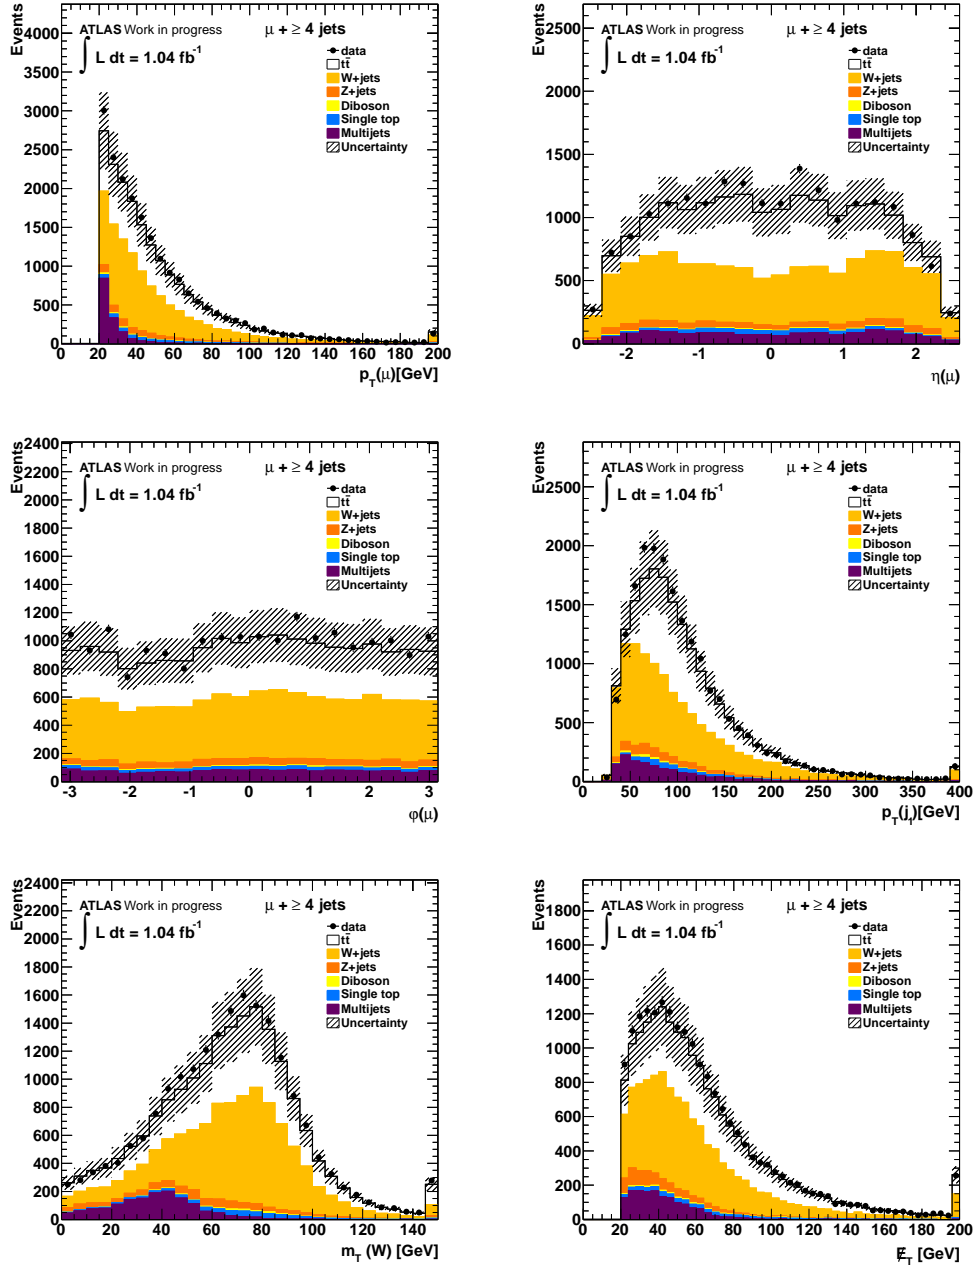 Events
4000
3500
3000
2500
2000
1500
1000
500
0
ATLAS Work in progress
μ + ≥ 4 jets
∫ L dt = 1.04 fb⁻¹
data
tt̄
W+jets
Z+jets
Diboson
Single top
Multijets
Uncertainty
0 20 40 60 80 100 120 140 160 180 200
p_T(μ)[GeV]
Events
2500
2000
1500
1000
500
0
ATLAS Work in progress
μ + ≥ 4 jets
∫ L dt = 1.04 fb⁻¹
data
tt̄
W+jets
Z+jets
Diboson
Single top
Multijets
Uncertainty
-2 -1 0 1 2
η(μ)
Events
2400
2200
2000
1800
1600
1400
1200
1000
800
600
400
200
0
ATLAS Work in progress
μ + ≥ 4 jets
∫ L dt = 1.04 fb⁻¹
data
tt̄
W+jets
Z+jets
Diboson
Single top
Multijets
Uncertainty
-3 -2 -1 0 1 2 3
φ(μ)
Events
2500
2000
1500
1000
500
0
ATLAS Work in progress
μ + ≥ 4 jets
∫ L dt = 1.04 fb⁻¹
data
tt̄
W+jets
Z+jets
Diboson
Single top
Multijets
Uncertainty
50 100 150 200 250 300 350 400
p_T(j_1)[GeV]
Events
2400
2200
2000
1800
1600
1400
1200
1000
800
600
400
200
0
ATLAS Work in progress
μ + ≥ 4 jets
∫ L dt = 1.04 fb⁻¹
data
tt̄
W+jets
Z+jets
Diboson
Single top
Multijets
Uncertainty
0 20 40 60 80 100 120 140
m_T (W) [GeV]
Events
1800
1600
1400
1200
1000
800
600
400
200
0
ATLAS Work in progress
μ + ≥ 4 jets
∫ L dt = 1.04 fb⁻¹
data
tt̄
W+jets
Z+jets
Diboson
Single top
Multijets
Uncertainty
0 20 40 60 80 100 120 140 160 180 200
E̸_T [GeV]